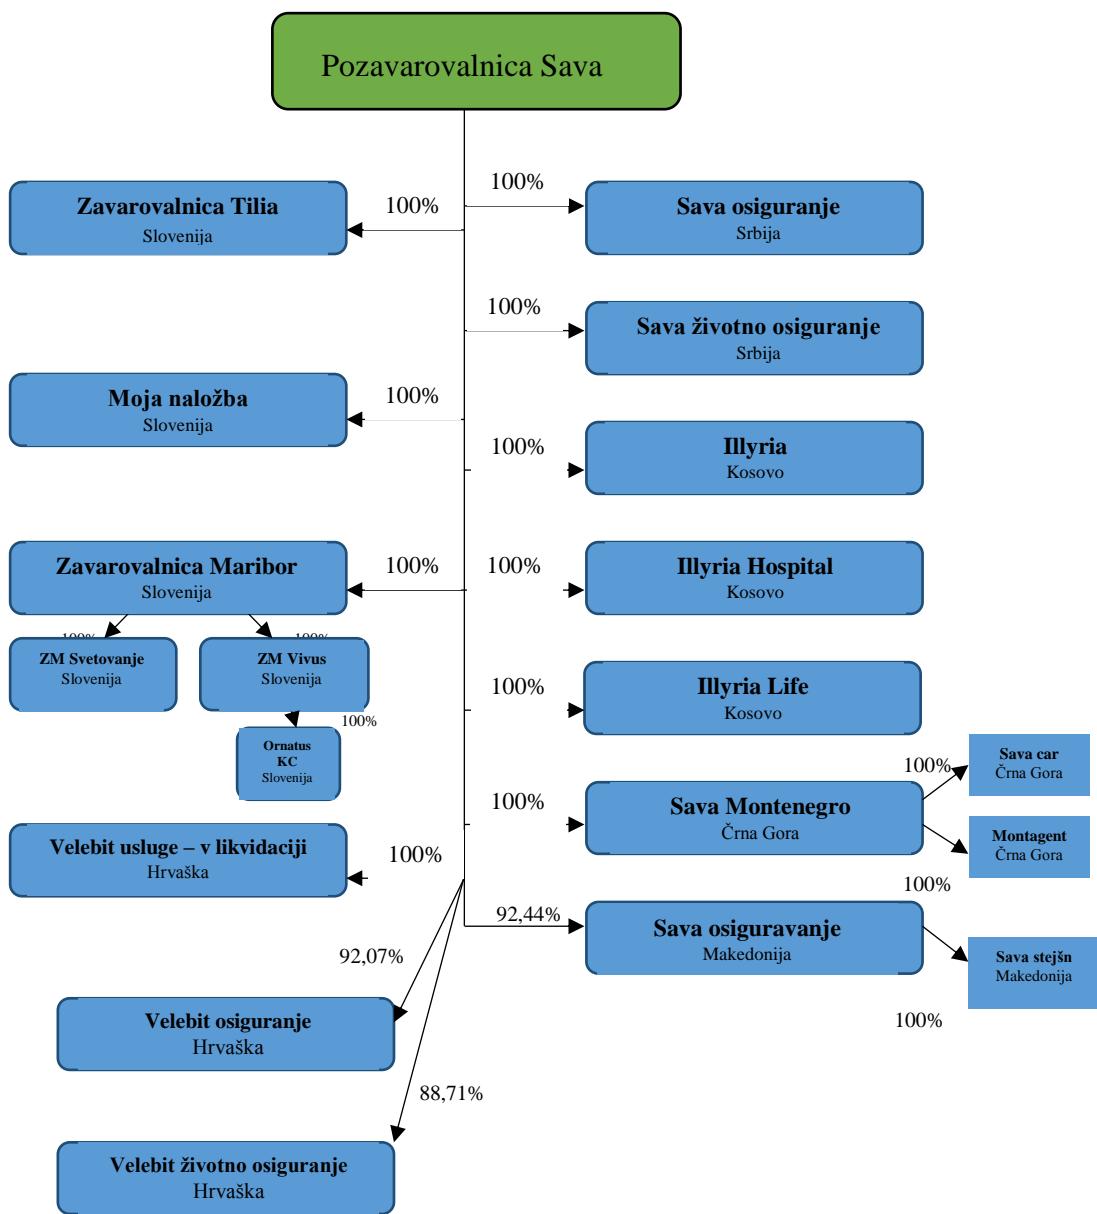 Pozavarovalnica Sava
100%
Zavarovalnica Tilia
Slovenija
100%
Sava osiguranje
Srbija
100%
Sava životno osiguranje
Srbija
Moja naložba
Slovenija
100%
100%
Illyria
Kosovo
Zavarovalnica Maribor
Slovenija
100%
100%
Illyria Hospital
Kosovo
100%
100%
ZM Svetovanje
Slovenija
ZM Vivus
Slovenija
100%
Illyria Life
Kosovo
100%
Ornatus
KC
Slovenija
100%
Sava car
Črna Gora
100%
Sava Montenegro
Črna Gora
Montagent
Črna Gora
100%
Velebit usluge – v likvidaciji
Hrvaška
100%
92,44%
Sava osiguravanje
Makedonija
Sava stejšn
Makedonija
100%
92,07%
Velebit osiguranje
Hrvaška
88,71%
Velebit životno osiguranje
Hrvaška